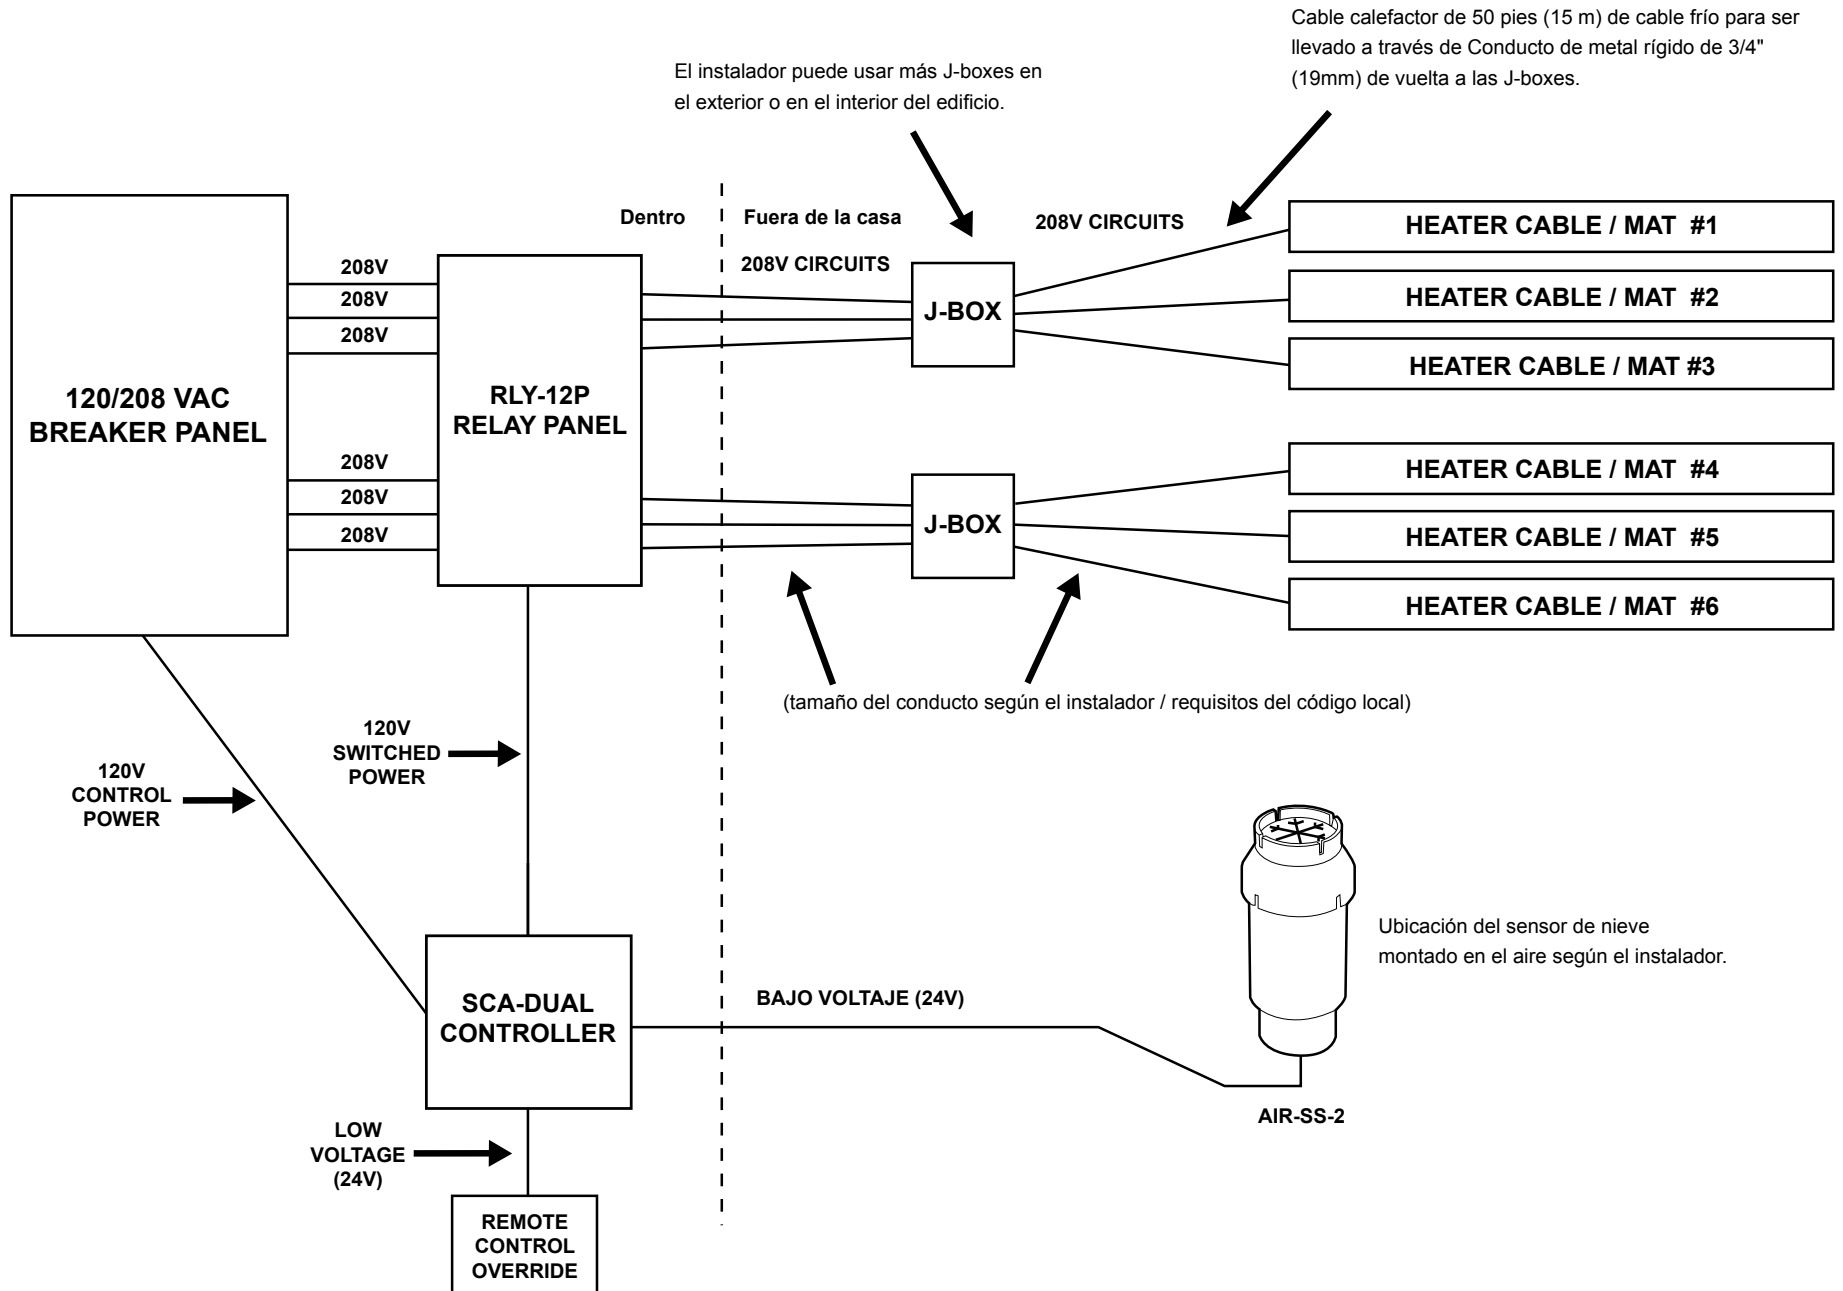 Cable calefactor de 50 pies (15 m) de cable frío para ser
llevado a través de Conducto de metal rígido de 3/4"
(19mm) de vuelta a las J-boxes.
El instalador puede usar más J-boxes en
el exterior o en el interior del edificio.
Dentro
Fuera de la casa
208V CIRCUITS
208V CIRCUITS
120/208 VAC
BREAKER PANEL
208V
208V
208V
208V
208V
208V
RLY-12P
RELAY PANEL
J-BOX
J-BOX
HEATER CABLE / MAT #1
HEATER CABLE / MAT #2
HEATER CABLE / MAT #3
HEATER CABLE / MAT #4
HEATER CABLE / MAT #5
HEATER CABLE / MAT #6
(tamaño del conducto según el instalador / requisitos del código local)
120V
SWITCHED
POWER
120V
CONTROL
POWER
Ubicación del sensor de nieve
montado en el aire según el instalador.
SCA-DUAL
CONTROLLER
BAJO VOLTAJE (24V)
AIR-SS-2
LOW
VOLTAGE
(24V)
REMOTE
CONTROL
OVERRIDE